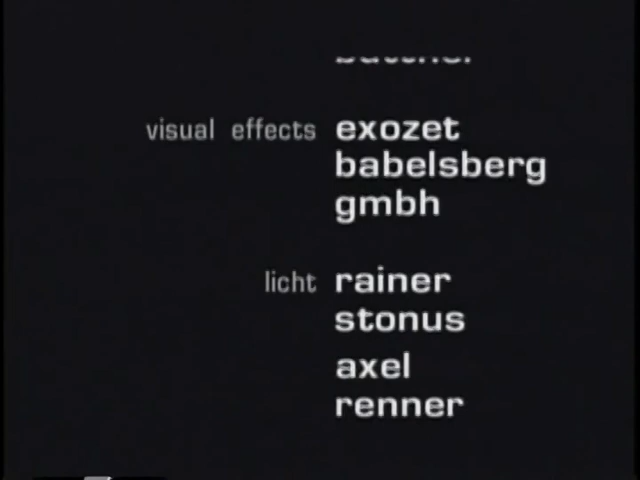 visual effects exozet
babelsberg
gmbh
licht rainer
stonus
axel
renner